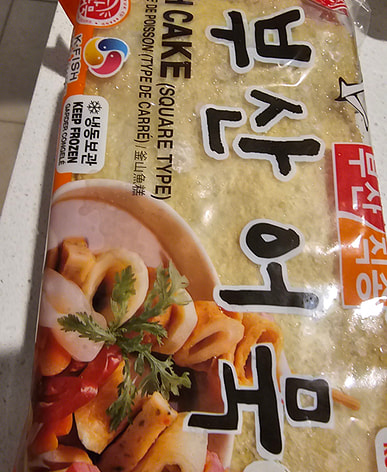 부산어묵
부산
직송
H CAKE (SQUARE TYPE)
DE POISSON (TYPE DE CARRE) / 釜山魚糕
K·FISH
냉동보관
KEEP FROZEN
GARDER CONGELÉ